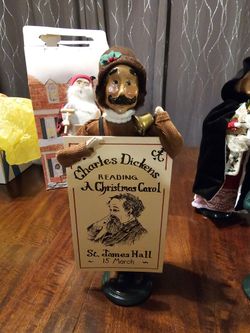 Charles Dickens
READING
A Christmas Carol
St. James Hall
15 March